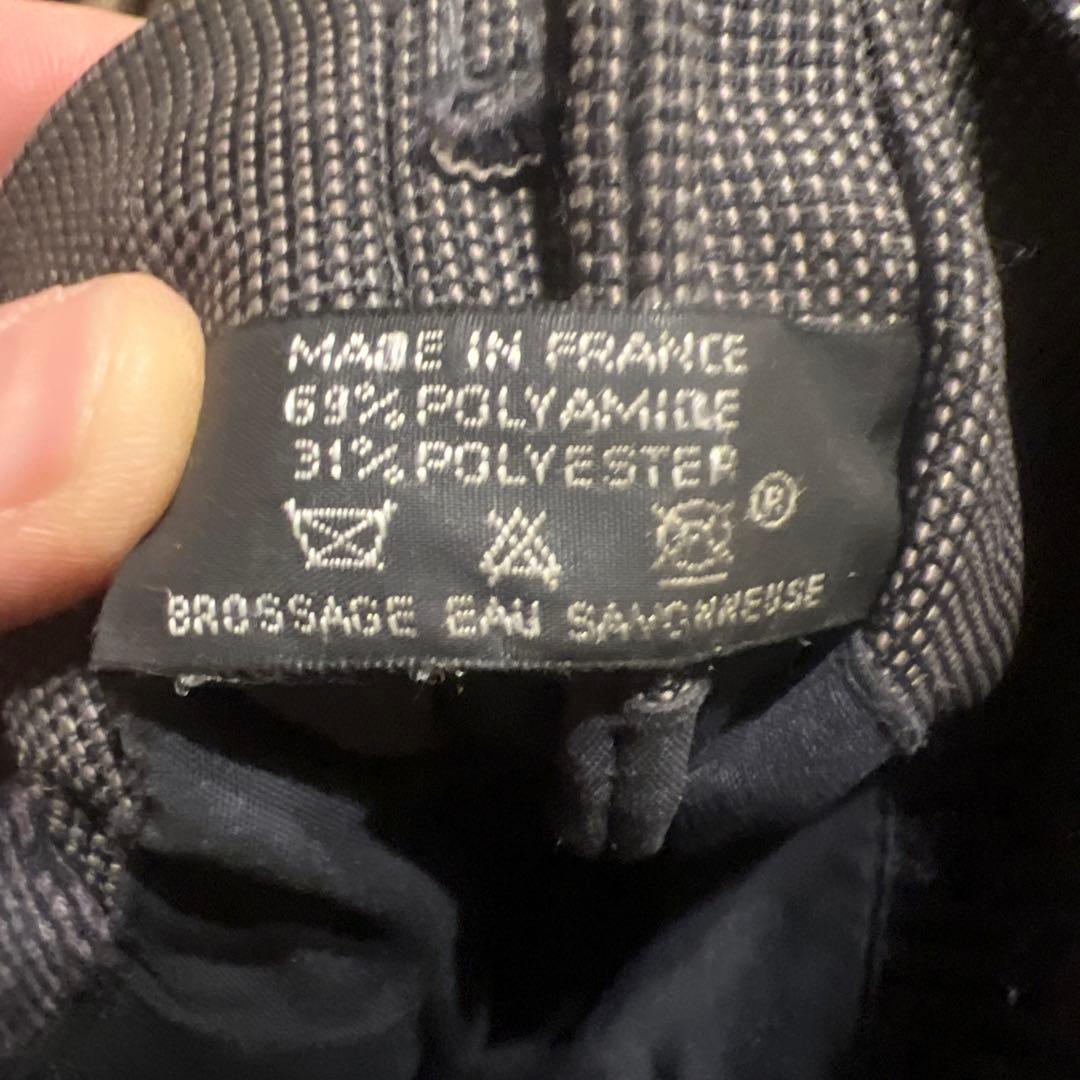 MADE IN FRANCE
69% POLYAMIDE
31% POLYESTER
®
BROSSAGE EAU SAVONNEUSE